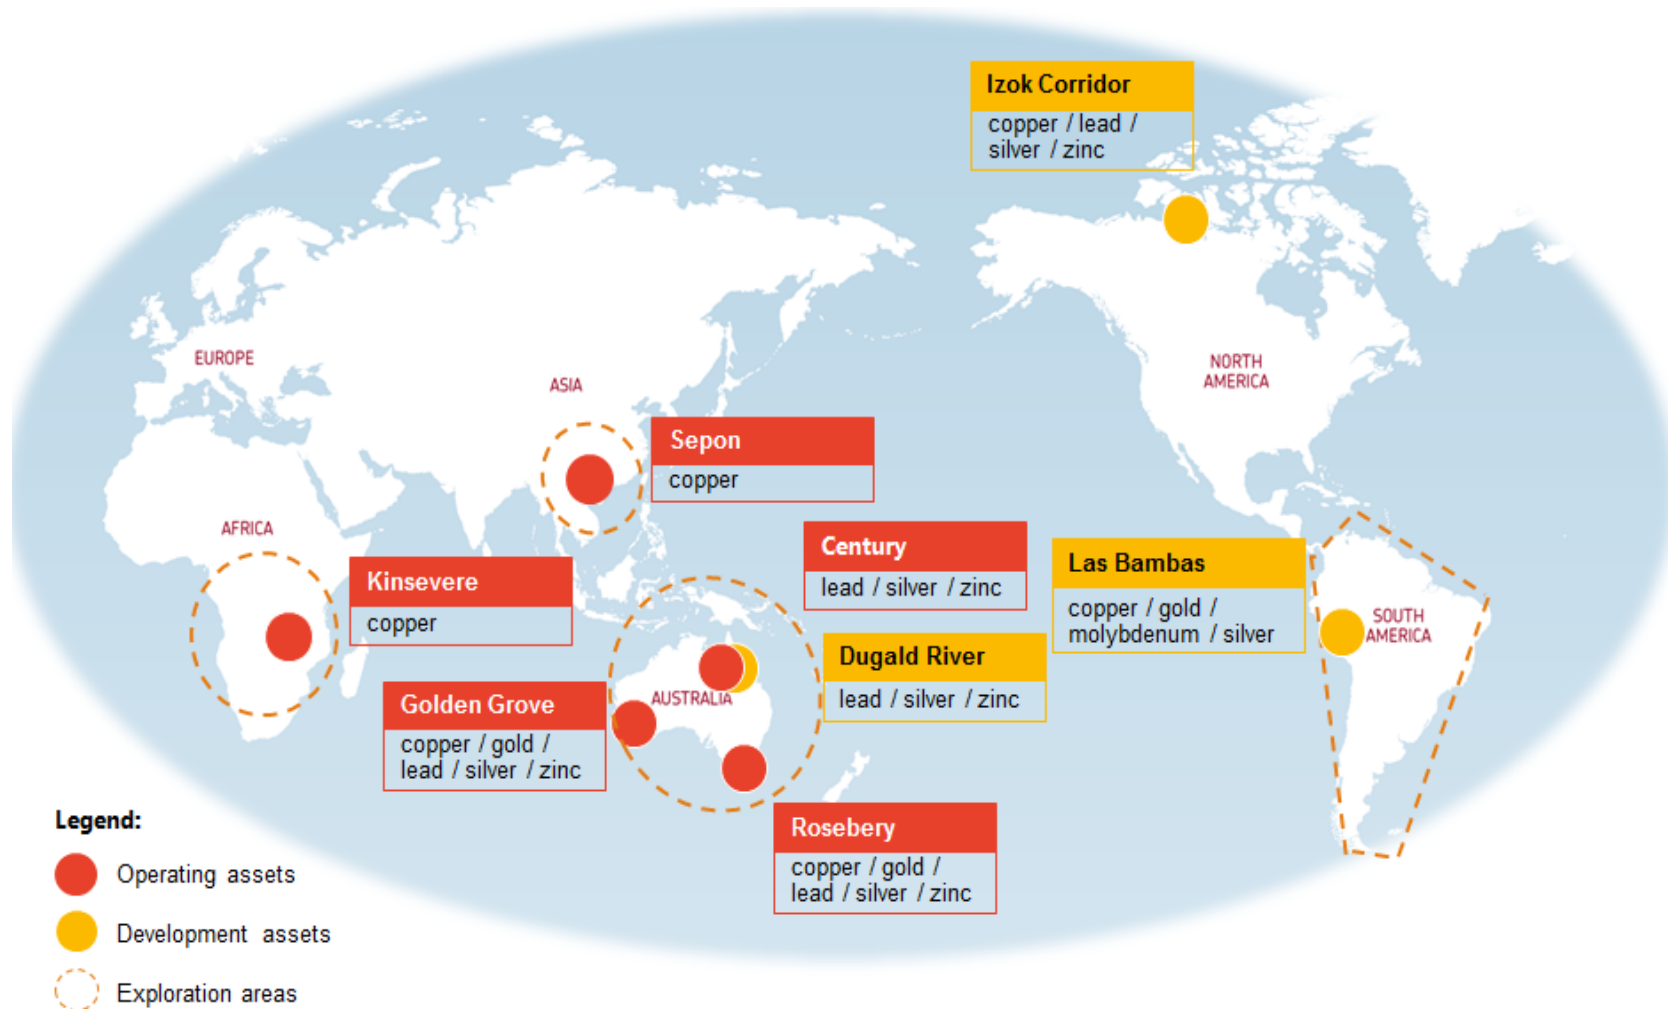 Izok Corridor
copper / lead /
silver / zinc
EUROPE
ASIA
NORTH
AMERICA
Sepon
copper
AFRICA
Kinsevere
copper
Century
lead / silver / zinc
Las Bambas
copper / gold /
molybdenum / silver
SOUTH
AMERICA
Dugald River
lead / silver / zinc
AUSTRALIA
Golden Grove
copper / gold /
lead / silver / zinc
Rosebery
copper / gold /
lead / silver / zinc
Legend:
Operating assets
Development assets
Exploration areas